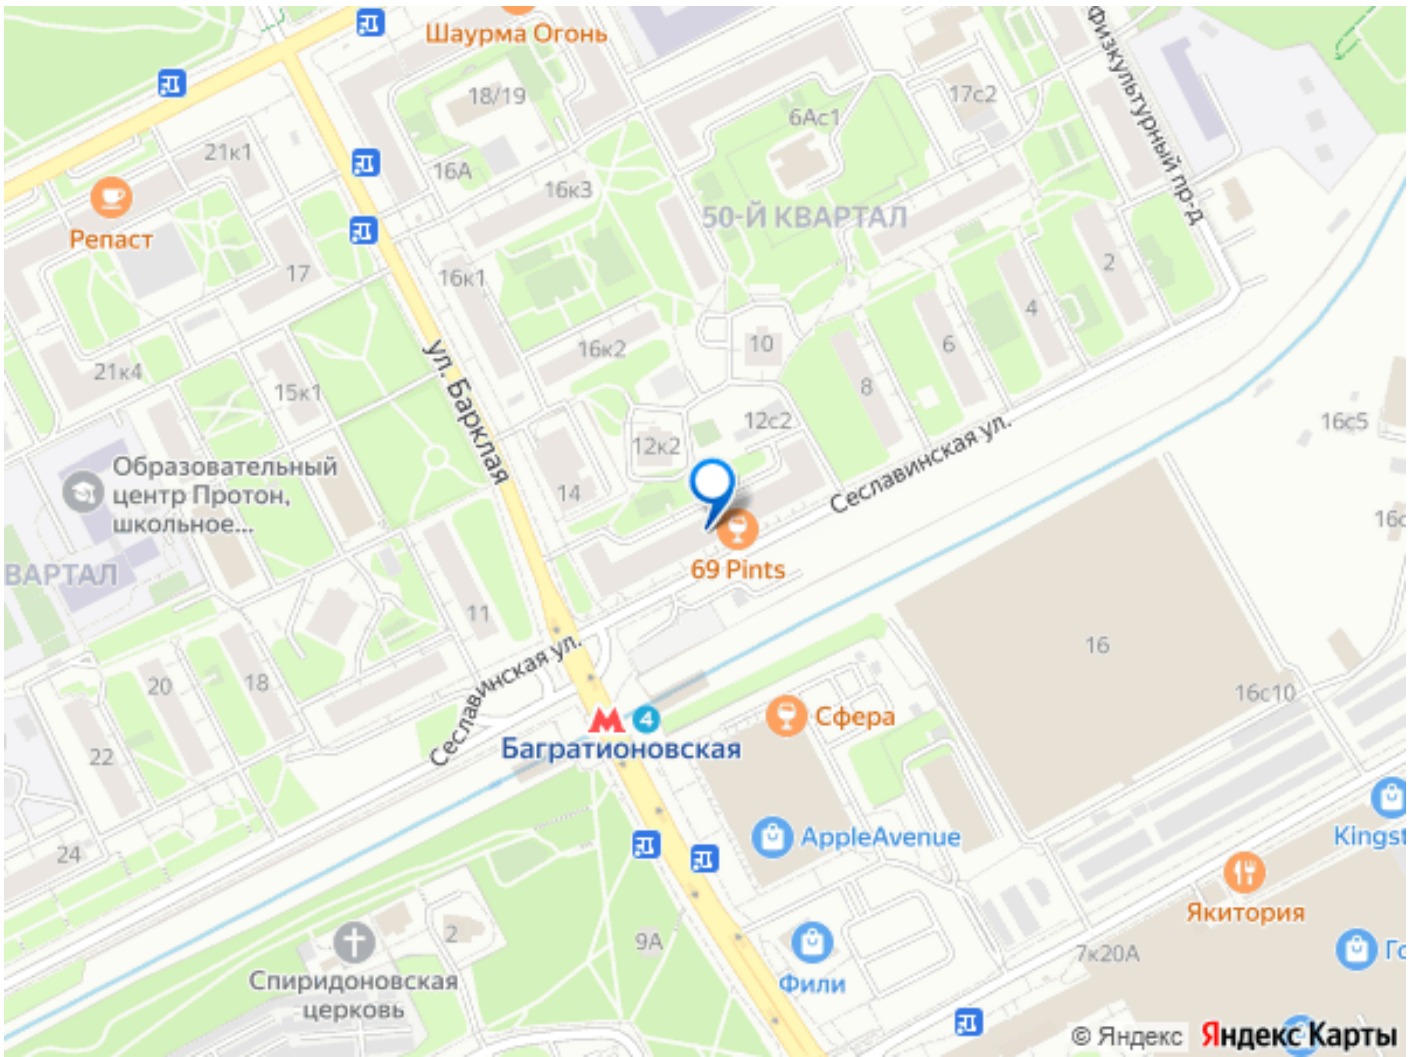 Шаурма Огонь
18/19
17с2
6Ас1
Физкультурный пр-д
21к1
16А
16к3
50-Й КВАРТАЛ
Репаст
17
16к1
2
4
21к4
ул. Барклая
16к2
10
6
15к1
8
12с2
16с5
Сеславинская ул.
12к2
Образовательный
центр Протон,
школьное...
14
16с
69 Pints
ВАРТАЛ
11
16
Сеславинская ул.
20
18
16с10
22
4
Сфера
Багратионовская
AppleAvenue
Kingst
24
Якитория
2
9А
7к20А
Го
Спиридоновская
церковь
Фили
© Яндекс
Яндекс Карты